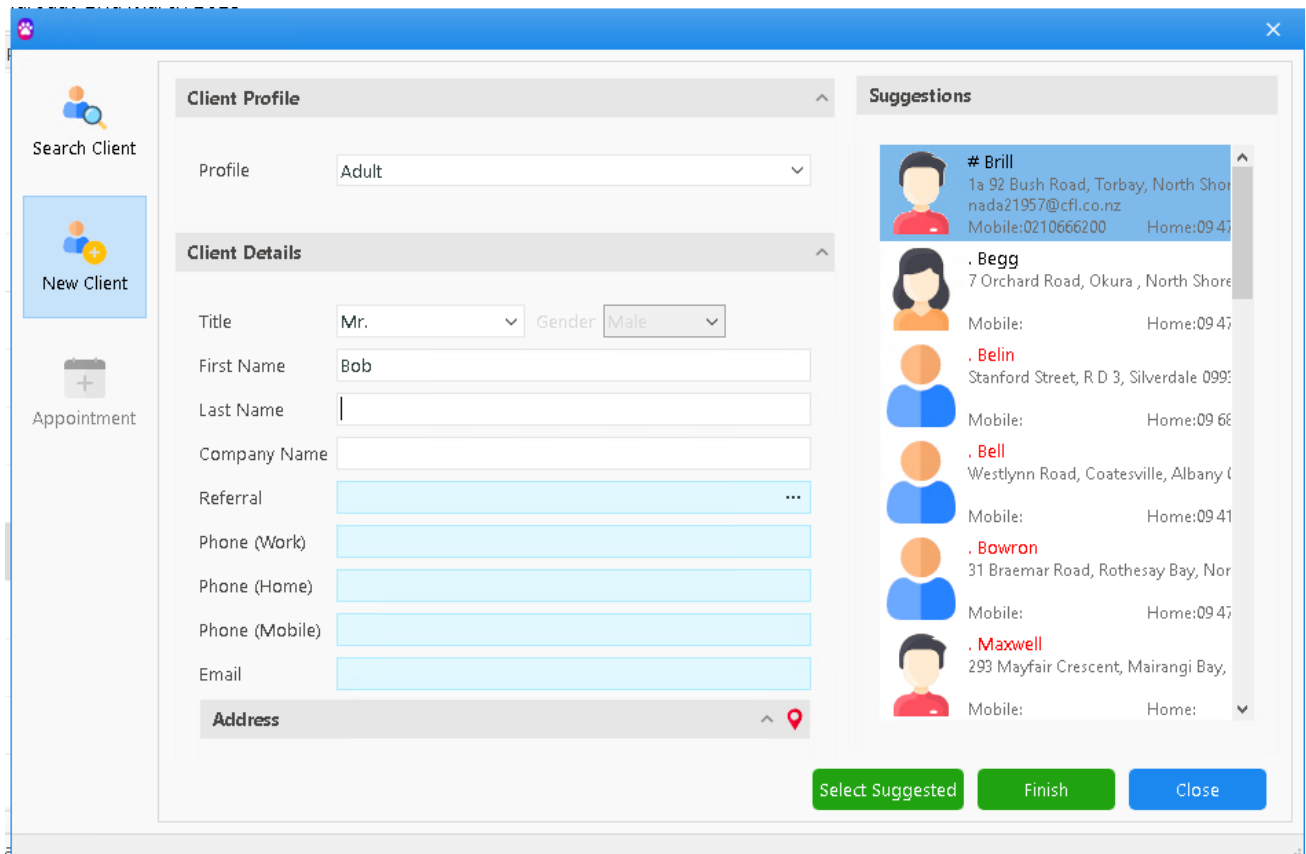 Search Client
New Client
Appointment
Client Profile
Profile Adult
Client Details
Title Mr. Gender Male
First Name Bob
Last Name
Company Name
Referral ...
Phone (Work)
Phone (Home)
Phone (Mobile)
Email
Address
Suggestions
# Brill
1a 92 Bush Road, Torbay, North Shor
nada21957@cfl.co.nz
Mobile:0210666200 Home:09 47
. Begg
7 Orchard Road, Okura , North Shore
Mobile: Home:09 47
. Belin
Stanford Street, R D 3, Silverdale 099
Mobile: Home:09 68
. Bell
Westlynn Road, Coatesville, Albany
Mobile: Home:09 41
. Bowron
31 Braemar Road, Rothesay Bay, Nor
Mobile: Home:09 47
. Maxwell
293 Mayfair Crescent, Mairangi Bay,
Mobile: Home:
Select Suggested Finish Close